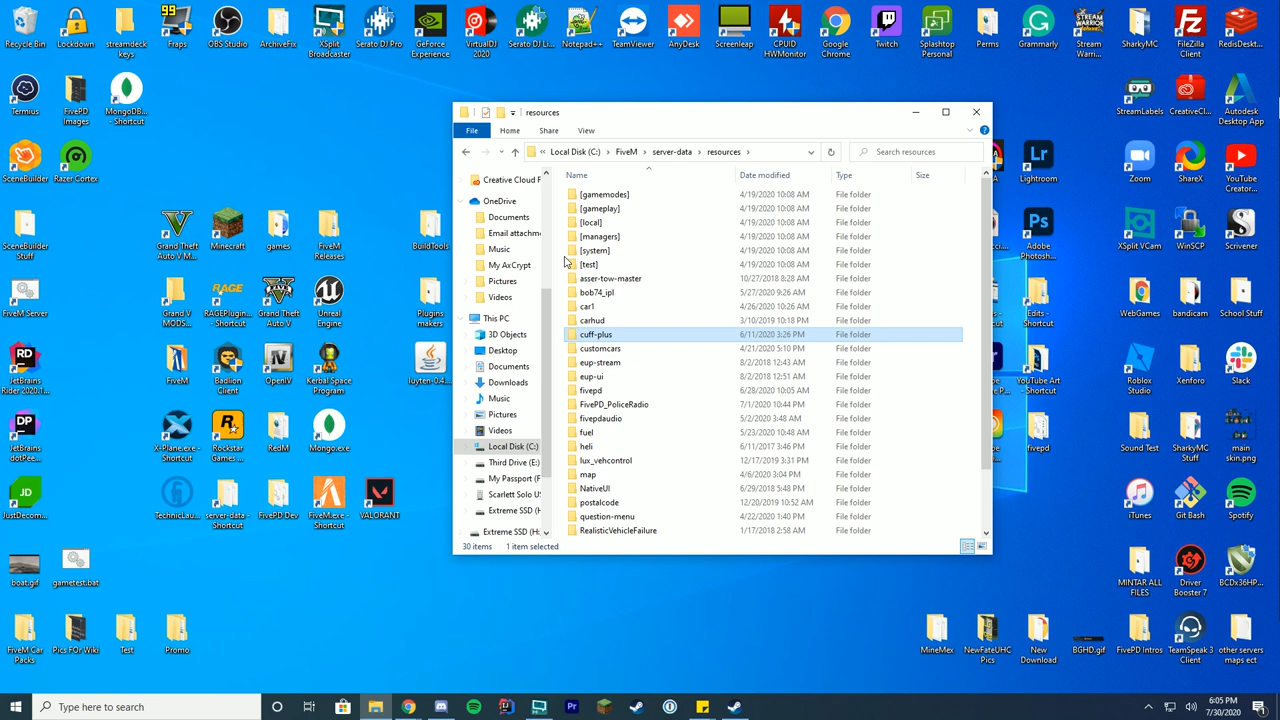 Recycle Bin
Lockdown
streamdeck keys
99
Fraps
OBS Studio
ArchiveFix
XSplit Broadcaster
Serato DJ Pro
GeForce Experience
VirtualDJ 2020
Serato DJ Li...
Notepad++
TeamViewer
AnyDesk
Screenleap
CPUID HWMonitor
Google Chrome
Twitch
Splashtop Personal
Perms
Grammarly
Stream Warri...
SharkyMC
FileZilla Client
RedisDeskt...
Termius
FivePD Images
MongoDB... - Shortcut
StreamLabels
CreativeCl...
Autodesk Desktop App
SceneBuilder
Razer Cortex
Lightroom
Zoom
ShareX
YouTube Creator...
SceneBuilder Stuff
Grand Theft Auto V M...
Minecraft
games
FiveM Releases
BuildTools
Adobe Photosh...
XSplit VCam
WinSCP
Scrivener
FiveM Server
Grand V MODS...
RAGEPlugin... - Shortcut
Grand Theft Auto V
Unreal Engine
Plugins makers
Edits - Shortcut
WebGames
bandicam
School Stuff
JetBrains Rider 2020.1...
FiveM
Badlion Client
OpenIV
Kerbal Space Program
luyten-0.4...
YouTube Art - Shortcut
Roblox Studio
Xenforo
Slack
JetBrains dotPee...
X-Plane.exe - Shortcut
Rockstar Games ...
RedM
Mongo.exe
fivepd
Sound Test
SharkyMC Stuff
main skin.png
JustDecom...
TechnicLau...
server-data - Shortcut
FivePD Dev
FiveM.exe - Shortcut
VALORANT
iTunes
Git Bash
Spotify
boat.gif
gametest.bat
MINTAR ALL FILES
Driver Booster 7
BCDx36HP...
FiveM Car Packs
Pics FOr Wiki
Test
Promo
MineMex
NewFateUHC Pics
New Download
BGHD.gif
FivePD Intros
TeamSpeak 3 Client
other servers maps ect
resources
File Home Share View
« Local Disk (C:) › FiveM › server-data › resources ›
Search resources
Creative Cloud F
OneDrive
Documents
Email attachm
Music
My AxCrypt
Pictures
Videos
This PC
3D Objects
Desktop
Documents
Downloads
Music
Pictures
Videos
Local Disk (C:)
Third Drive (E:)
My Passport (F
Scarlett Solo US
Extreme SSD (H
Extreme SSD (H:
Name Date modified Type Size
[gamemodes] 4/19/2020 10:08 AM File folder
[gameplay] 4/19/2020 10:08 AM File folder
[local] 4/19/2020 10:08 AM File folder
[managers] 4/19/2020 10:08 AM File folder
[system] 4/19/2020 10:08 AM File folder
[test] 4/19/2020 10:08 AM File folder
asser-tow-master 10/27/2018 8:28 AM File folder
bob74_ipl 5/27/2020 9:26 AM File folder
car1 4/26/2020 10:26 AM File folder
carhud 3/10/2019 10:18 PM File folder
cuff-plus 6/11/2020 3:26 PM File folder
customcars 4/21/2020 5:10 PM File folder
eup-stream 8/2/2018 12:43 AM File folder
eup-ui 8/2/2018 12:51 AM File folder
fivepd 6/28/2020 10:05 AM File folder
FivePD_PoliceRadio 7/1/2020 10:44 PM File folder
fivepdaudio 5/2/2020 3:48 AM File folder
fuel 5/23/2020 10:48 AM File folder
heli 6/11/2017 3:46 PM File folder
lux_vehcontrol 12/17/2019 3:31 PM File folder
map 4/6/2020 3:04 PM File folder
NativeUI 6/29/2018 5:48 PM File folder
postalcode 12/20/2019 10:52 AM File folder
question-menu 4/22/2020 1:40 PM File folder
RealisticVehicleFailure 1/17/2018 2:58 AM File folder
30 items 1 item selected
Type here to search
6:05 PM
7/30/2020